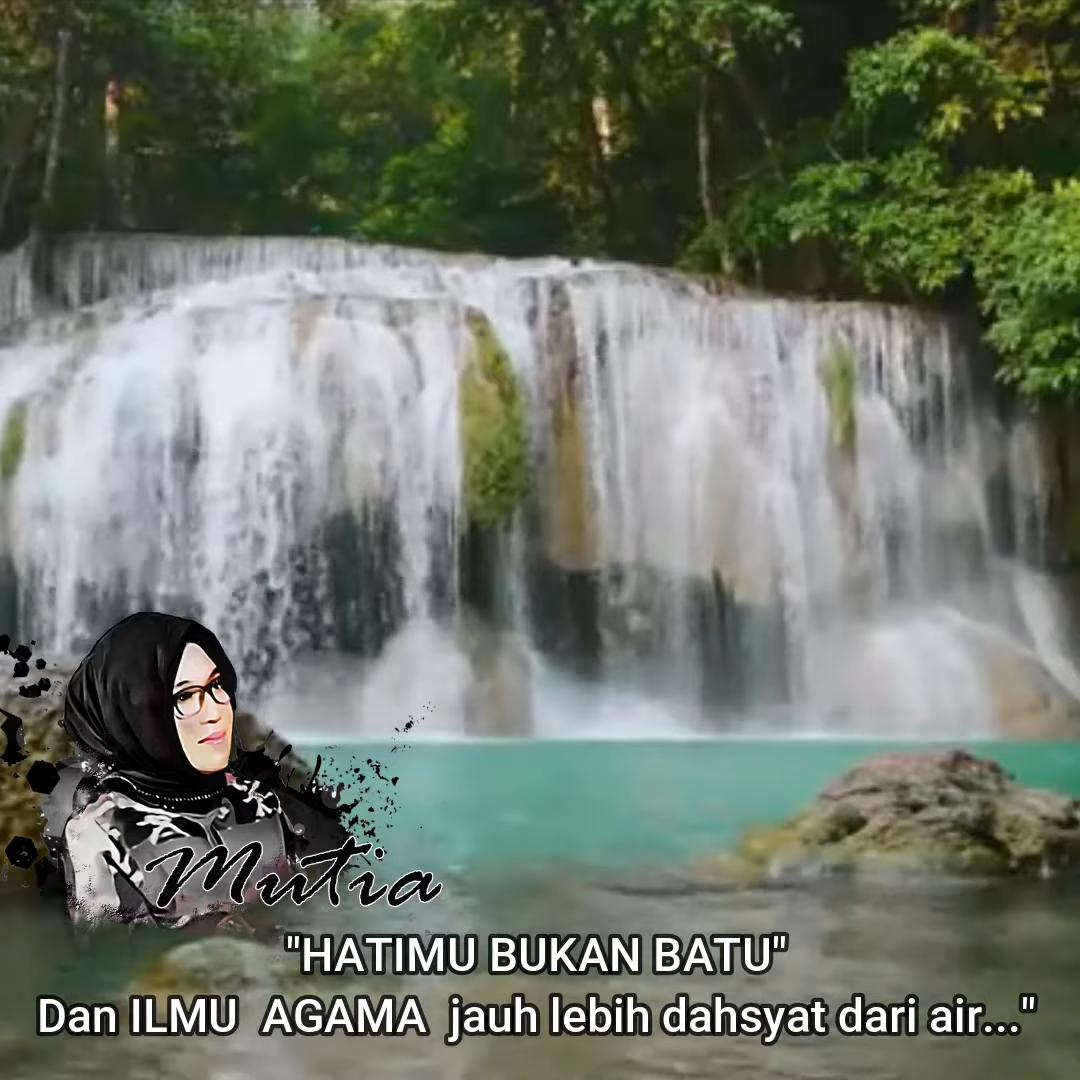 Mutia
"HATIMU BUKAN BATU"
Dan ILMU AGAMA jauh lebih dahsyat dari air..."